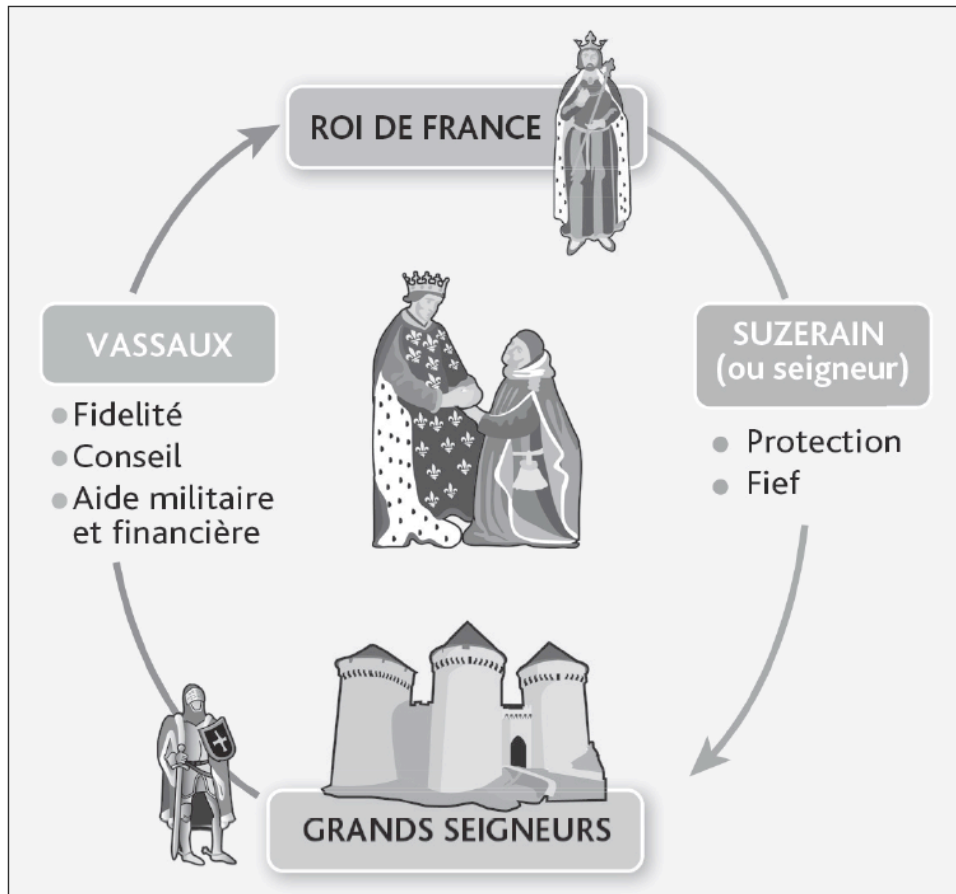 ROI DE FRANCE
VASSAUX
• Fidelité
• Conseil
• Aide militaire
et financière
SUZERAIN
(ou seigneur)
• Protection
• Fief
GRANDS SEIGNEURS